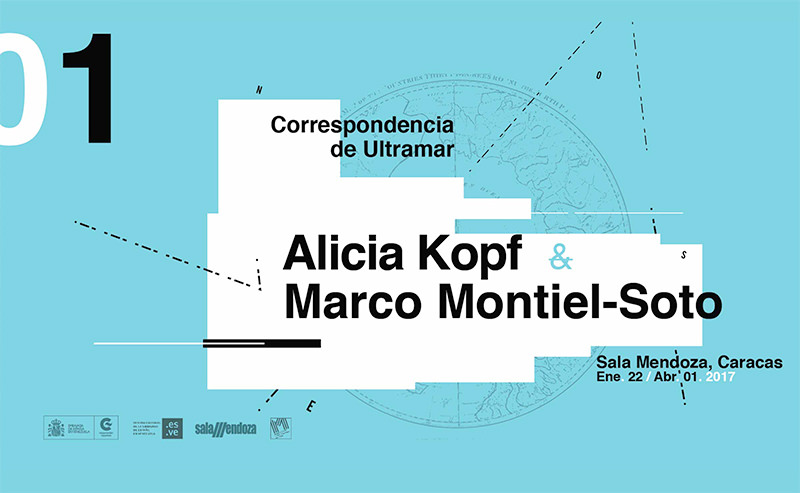 01
N
O
Correspondencia
de Ultramar
Alicia Kopf &
Marco Montiel-Soto
S
Sala Mendoza, Caracas
Ene. 22 / Abr 01. 2017
E
.es
.ve
sala///endoza